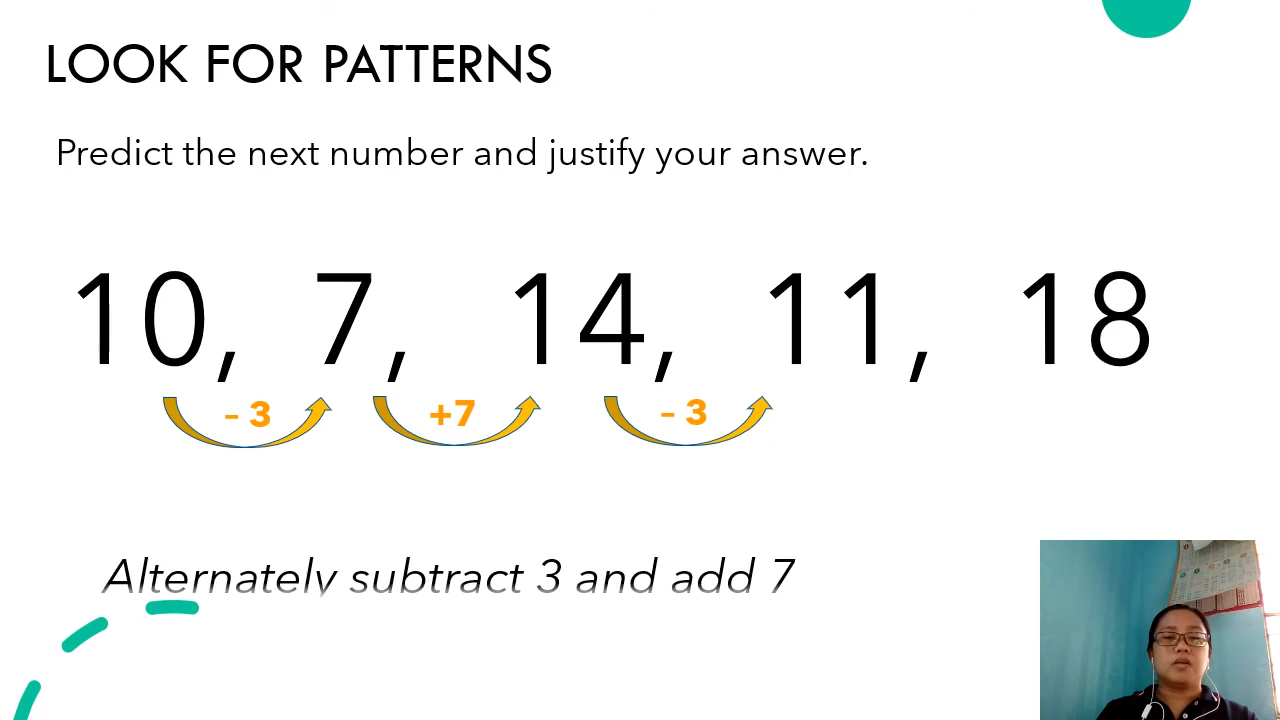 LOOK FOR PATTERNS
Predict the next number and justify your answer.
10, 7, 14, 11, 18
– 3 +7 – 3
Alternately subtract 3 and add 7